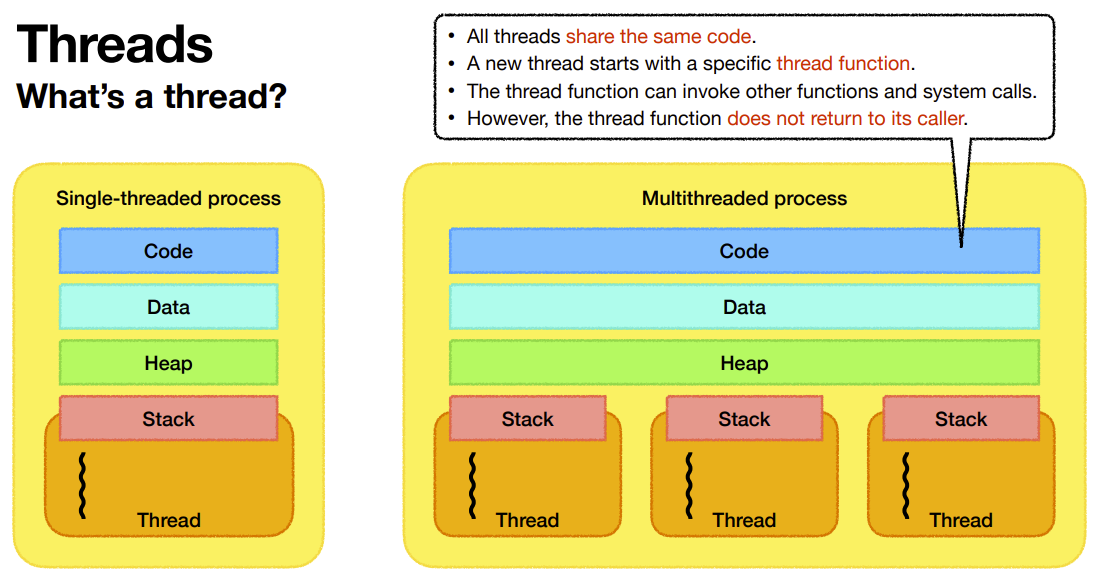 Threads
What's a thread?
• All threads share the same code.
• A new thread starts with a specific thread function.
• The thread function can invoke other functions and system calls.
• However, the thread function does not return to its caller.
Single-threaded process
Code
Data
Heap
Stack
Thread
Multithreaded process
Code
Data
Heap
Stack
Stack
Stack
Thread
Thread
Thread